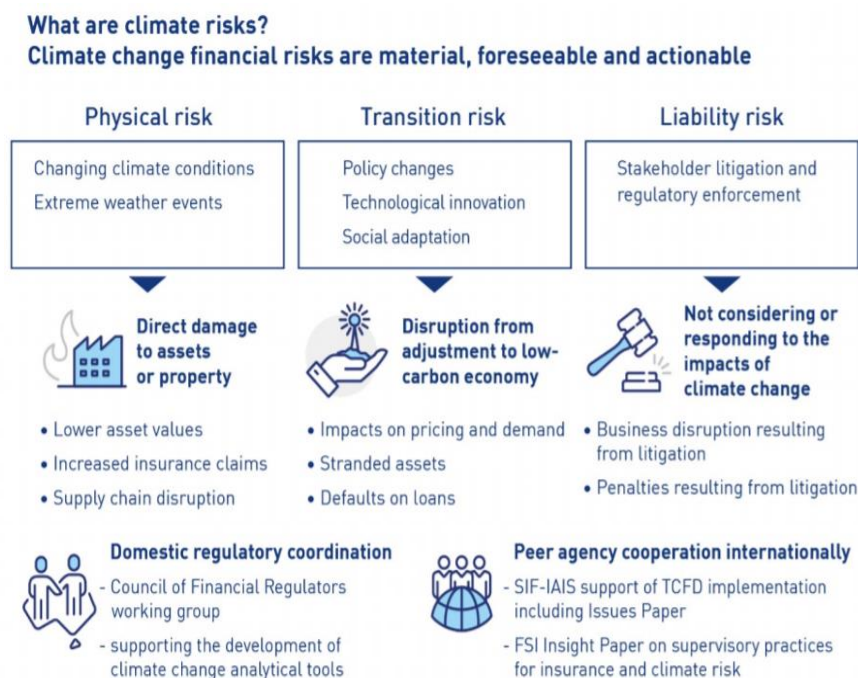 What are climate risks?
Climate change financial risks are material, foreseeable and actionable
Physical risk
Changing climate conditions
Extreme weather events
Direct damage
to assets
or property
• Lower asset values
• Increased insurance claims
• Supply chain disruption
Transition risk
Policy changes
Technological innovation
Social adaptation
Disruption from
adjustment to low-
carbon economy
• Impacts on pricing and demand
• Stranded assets
• Defaults on loans
Liability risk
Stakeholder litigation and
regulatory enforcement
Not considering or
responding to the
impacts of
climate change
• Business disruption resulting
from litigation
• Penalties resulting from litigation
Domestic regulatory coordination
- Council of Financial Regulators
working group
- supporting the development of
climate change analytical tools
Peer agency cooperation internationally
- SIF-IAIS support of TCFD implementation
including Issues Paper
- FSI Insight Paper on supervisory practices
for insurance and climate risk